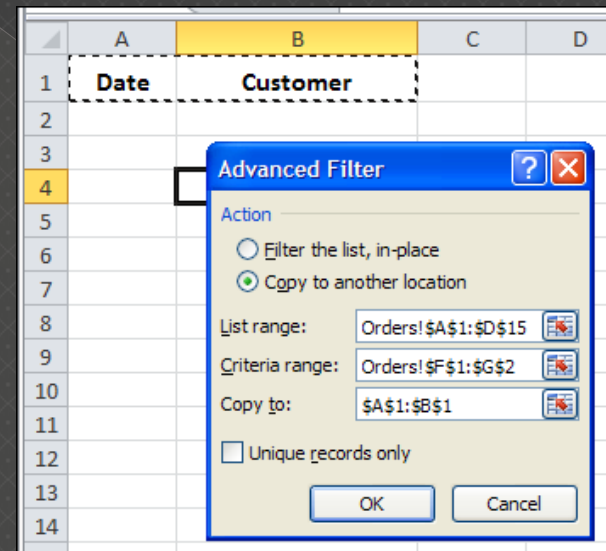 A B C D
1 Date Customer
2
3
4
5
6
7
8
9
10
11
12
13
14
Advanced Filter ? X
Action
Filter the list, in-place
Copy to another location
List range: Orders!$A$1:$D$15
Criteria range: Orders!$F$1:$G$2
Copy to: $A$1:$B$1
Unique records only
OK Cancel